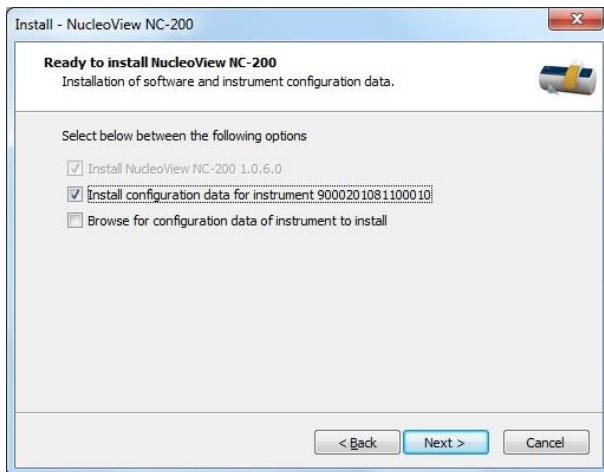 Install - NucleoView NC-200
Ready to install NucleoView NC-200
Installation of software and instrument configuration data.
Select below between the following options
Install NucleoView NC-200 1.0.6.0
Install configuration data for instrument 9000201081100010
Browse for configuration data of instrument to install
< Back
Next >
Cancel